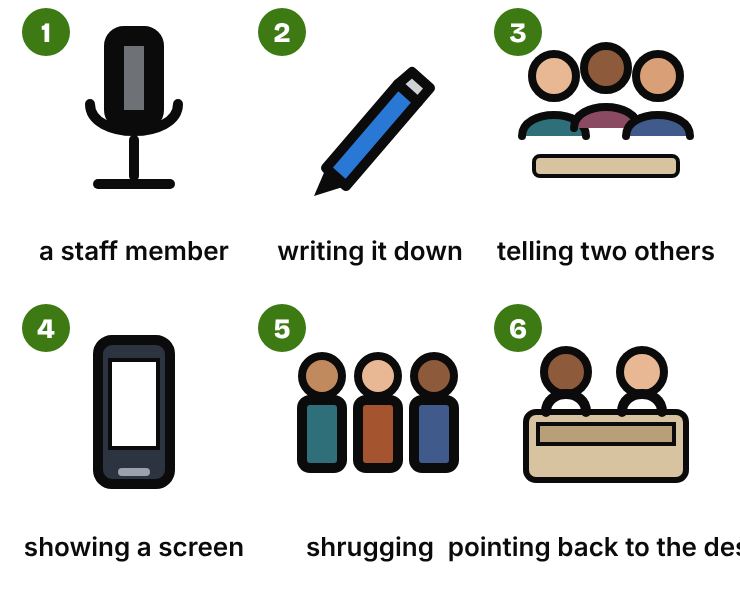 1
2
3
a staff member
writing it down
telling two others
4
5
6
showing a screen
shrugging
pointing back to the